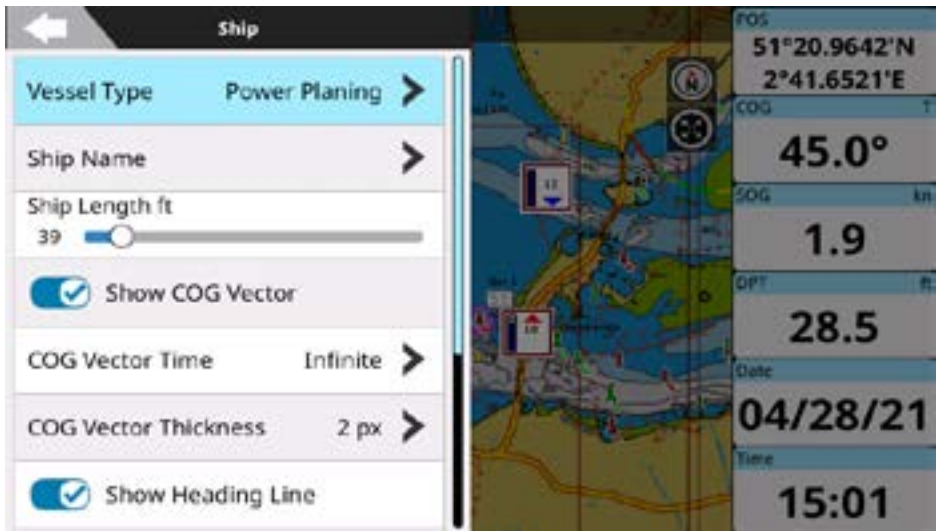 Ship
Vessel Type Power Planing
Ship Name
Ship Length ft
39
Show COG Vector
COG Vector Time Infinite
COG Vector Thickness 2 px
Show Heading Line
N
POS
51°20.9642'N
2°41.6521'E
COG T
45.0°
SOG kn
1.9
DPT ft
28.5
Date
04/28/21
Time
15:01